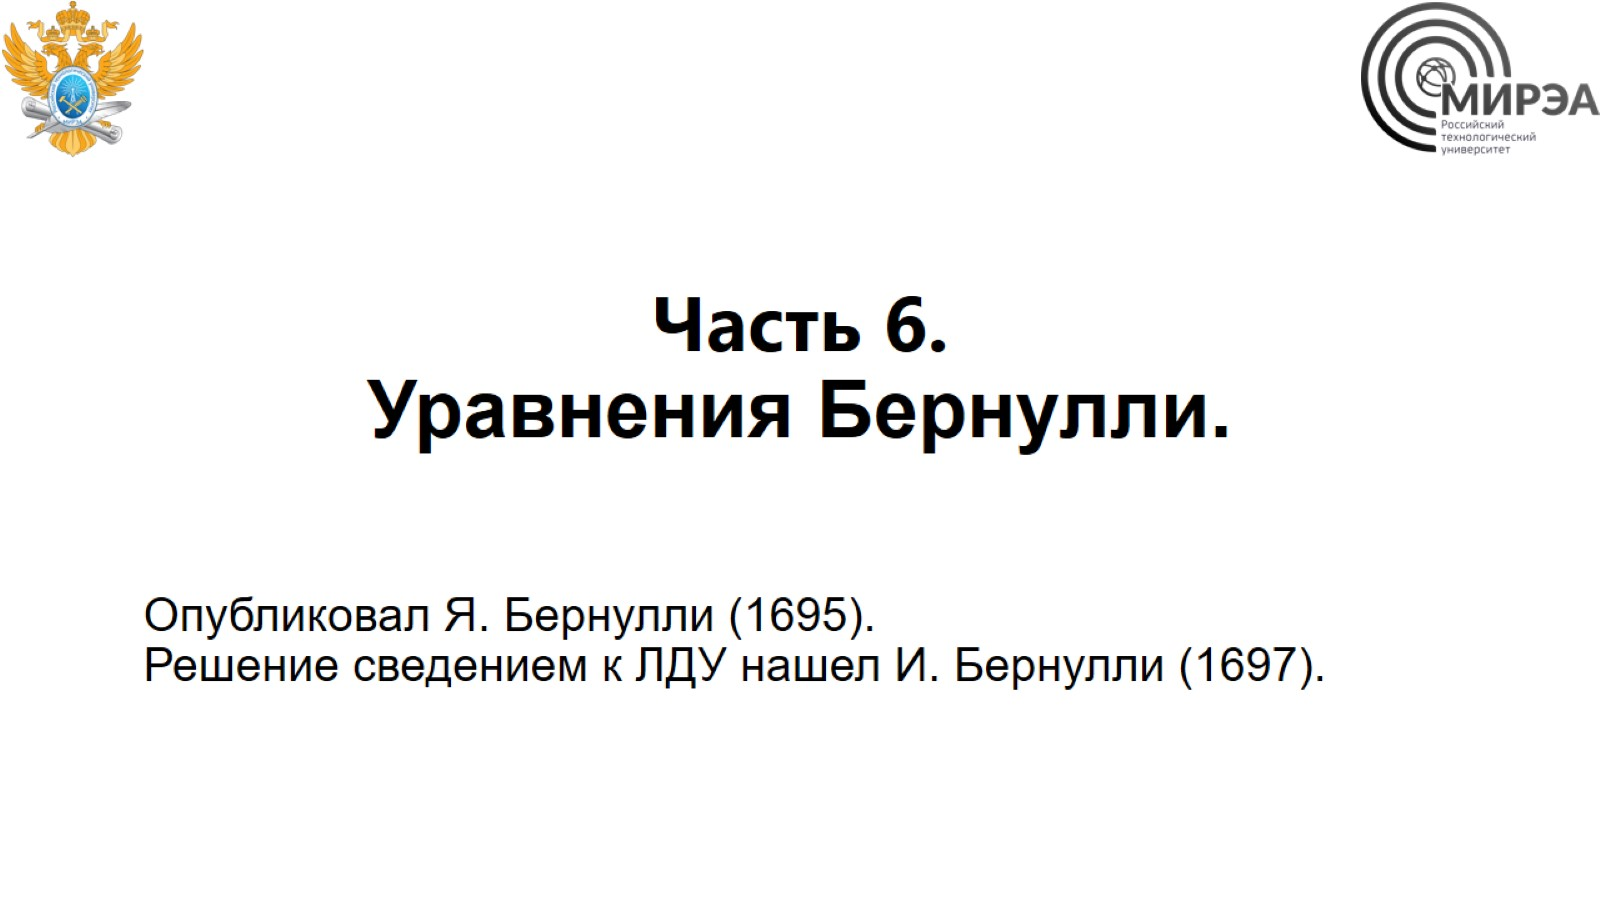 МИРЭА
Российский
технологический
университет
Часть 6.
Уравнения Бернулли.
Опубликовал Я. Бернулли (1695).
Решение сведением к ЛДУ нашел И. Бернулли (1697).